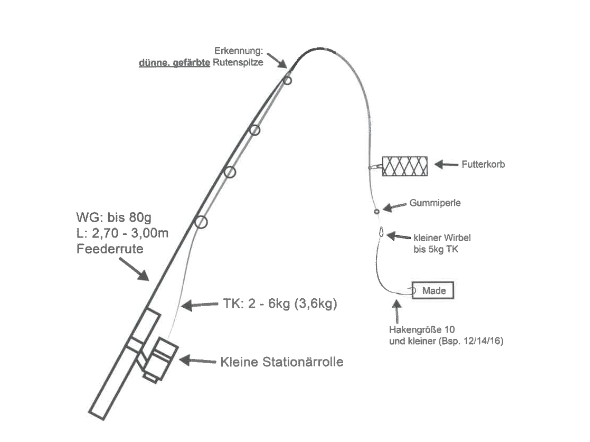 Erkennung:
dünne, gefärbte Rutenspitze
Futterkorb
Gummiperle
WG: bis 80g
L: 2,70 - 3,00m
Feederrute
kleiner Wirbel
bis 5kg TK
Made
TK: 2 - 6kg (3,6kg)
Hakengröße 10
und kleiner (Bsp. 12/14/16)
Kleine Stationärrolle